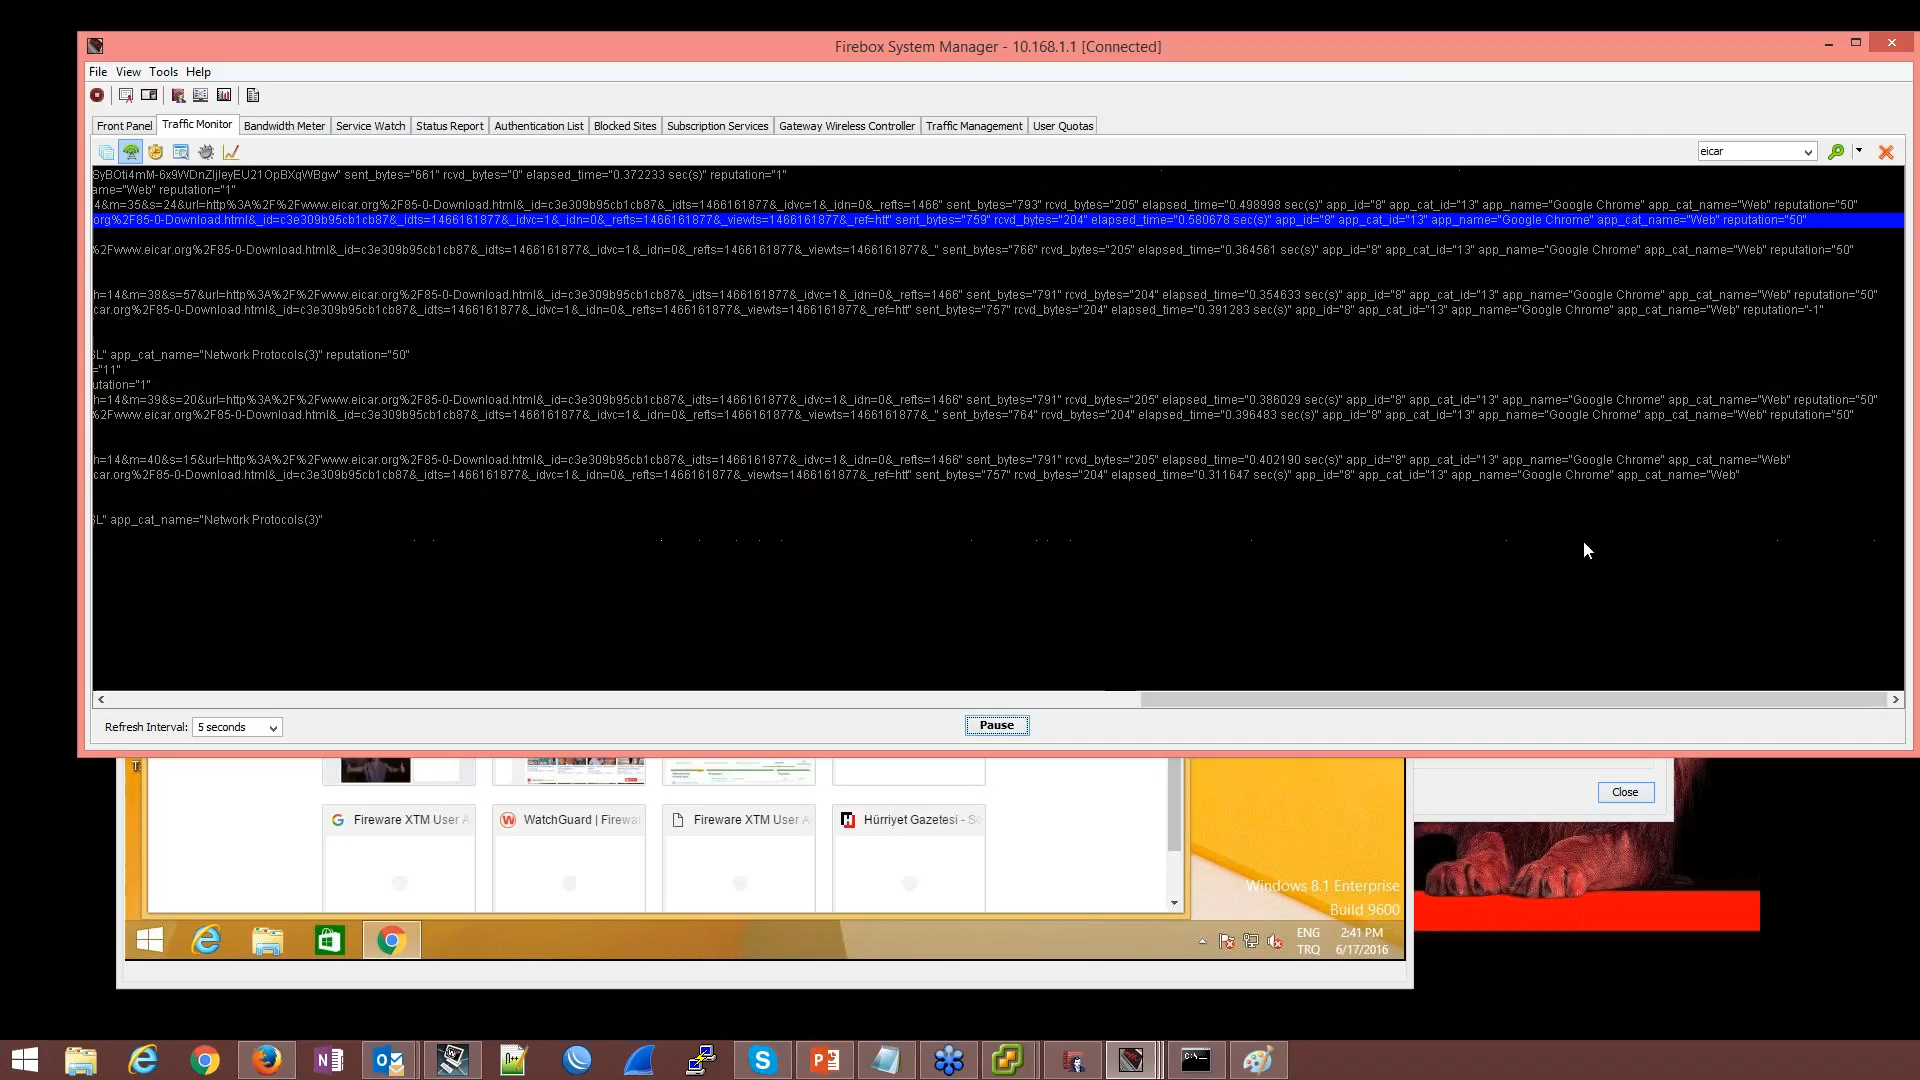 Firebox System Manager - 10.168.1.1 [Connected]
File View Tools Help
Front Panel Traffic Monitor Bandwidth Meter Service Watch Status Report Authentication List Blocked Sites Subscription Services Gateway Wireless Controller Traffic Management User Quotas
eicar
SyBOti4mM-6x9WDnZIjleyEU21OpBXqWBgw" sent_bytes="661" rcvd_bytes="0" elapsed_time="0.372233 sec(s)" reputation="1"
ame="Web" reputation="1"
4&m=35&s=24&url=http%3A%2F%2Fwww.eicar.org%2F85-0-Download.html&_id=c3e309b95cb1cb87&_idts=1466161877&_idvc=1&_idn=0&_refts=1466" sent_bytes="793" rcvd_bytes="205" elapsed_time="0.498998 sec(s)" app_id="8" app_cat_id="13" app_name="Google Chrome" app_cat_name="Web" reputation="50"
org%2F85-0-Download.html&_id=c3e309b95cb1cb87&_idts=1466161877&_idvc=1&_idn=0&_refts=1466161877&_viewts=1466161877&_ref=htt" sent_bytes="759" rcvd_bytes="204" elapsed_time="0.580678 sec(s)" app_id="8" app_cat_id="13" app_name="Google Chrome" app_cat_name="Web" reputation="50"
%2Fwww.eicar.org%2F85-0-Download.html&_id=c3e309b95cb1cb87&_idts=1466161877&_idvc=1&_idn=0&_refts=1466161877&_viewts=1466161877&_" sent_bytes="766" rcvd_bytes="205" elapsed_time="0.364561 sec(s)" app_id="8" app_cat_id="13" app_name="Google Chrome" app_cat_name="Web" reputation="50"
h=14&m=38&s=57&url=http%3A%2F%2Fwww.eicar.org%2F85-0-Download.html&_id=c3e309b95cb1cb87&_idts=1466161877&_idvc=1&_idn=0&_refts=1466" sent_bytes="791" rcvd_bytes="204" elapsed_time="0.354633 sec(s)" app_id="8" app_cat_id="13" app_name="Google Chrome" app_cat_name="Web" reputation="50"
car.org%2F85-0-Download.html&_id=c3e309b95cb1cb87&_idts=1466161877&_idvc=1&_idn=0&_refts=1466161877&_viewts=1466161877&_ref=htt" sent_bytes="757" rcvd_bytes="204" elapsed_time="0.391283 sec(s)" app_id="8" app_cat_id="13" app_name="Google Chrome" app_cat_name="Web" reputation="-1"
SL" app_cat_name="Network Protocols(3)" reputation="50"
="11"
utation="1"
h=14&m=39&s=20&url=http%3A%2F%2Fwww.eicar.org%2F85-0-Download.html&_id=c3e309b95cb1cb87&_idts=1466161877&_idvc=1&_idn=0&_refts=1466" sent_bytes="791" rcvd_bytes="205" elapsed_time="0.386029 sec(s)" app_id="8" app_cat_id="13" app_name="Google Chrome" app_cat_name="Web" reputation="50"
%2Fwww.eicar.org%2F85-0-Download.html&_id=c3e309b95cb1cb87&_idts=1466161877&_idvc=1&_idn=0&_refts=1466161877&_viewts=1466161877&_" sent_bytes="764" rcvd_bytes="204" elapsed_time="0.396483 sec(s)" app_id="8" app_cat_id="13" app_name="Google Chrome" app_cat_name="Web" reputation="50"
h=14&m=40&s=15&url=http%3A%2F%2Fwww.eicar.org%2F85-0-Download.html&_id=c3e309b95cb1cb87&_idts=1466161877&_idvc=1&_idn=0&_refts=1466" sent_bytes="791" rcvd_bytes="205" elapsed_time="0.402190 sec(s)" app_id="8" app_cat_id="13" app_name="Google Chrome" app_cat_name="Web"
car.org%2F85-0-Download.html&_id=c3e309b95cb1cb87&_idts=1466161877&_idvc=1&_idn=0&_refts=1466161877&_viewts=1466161877&_ref=htt" sent_bytes="757" rcvd_bytes="204" elapsed_time="0.311647 sec(s)" app_id="8" app_cat_id="13" app_name="Google Chrome" app_cat_name="Web"
SL" app_cat_name="Network Protocols(3)"
Refresh Interval: 5 seconds
Pause
Close
Fireware XTM User A
WatchGuard | Firewa
Fireware XTM User A
Hürriyet Gazetesi - So
Windows 8.1 Enterprise
Build 9600
ENG 2:41 PM
TRQ 6/17/2016